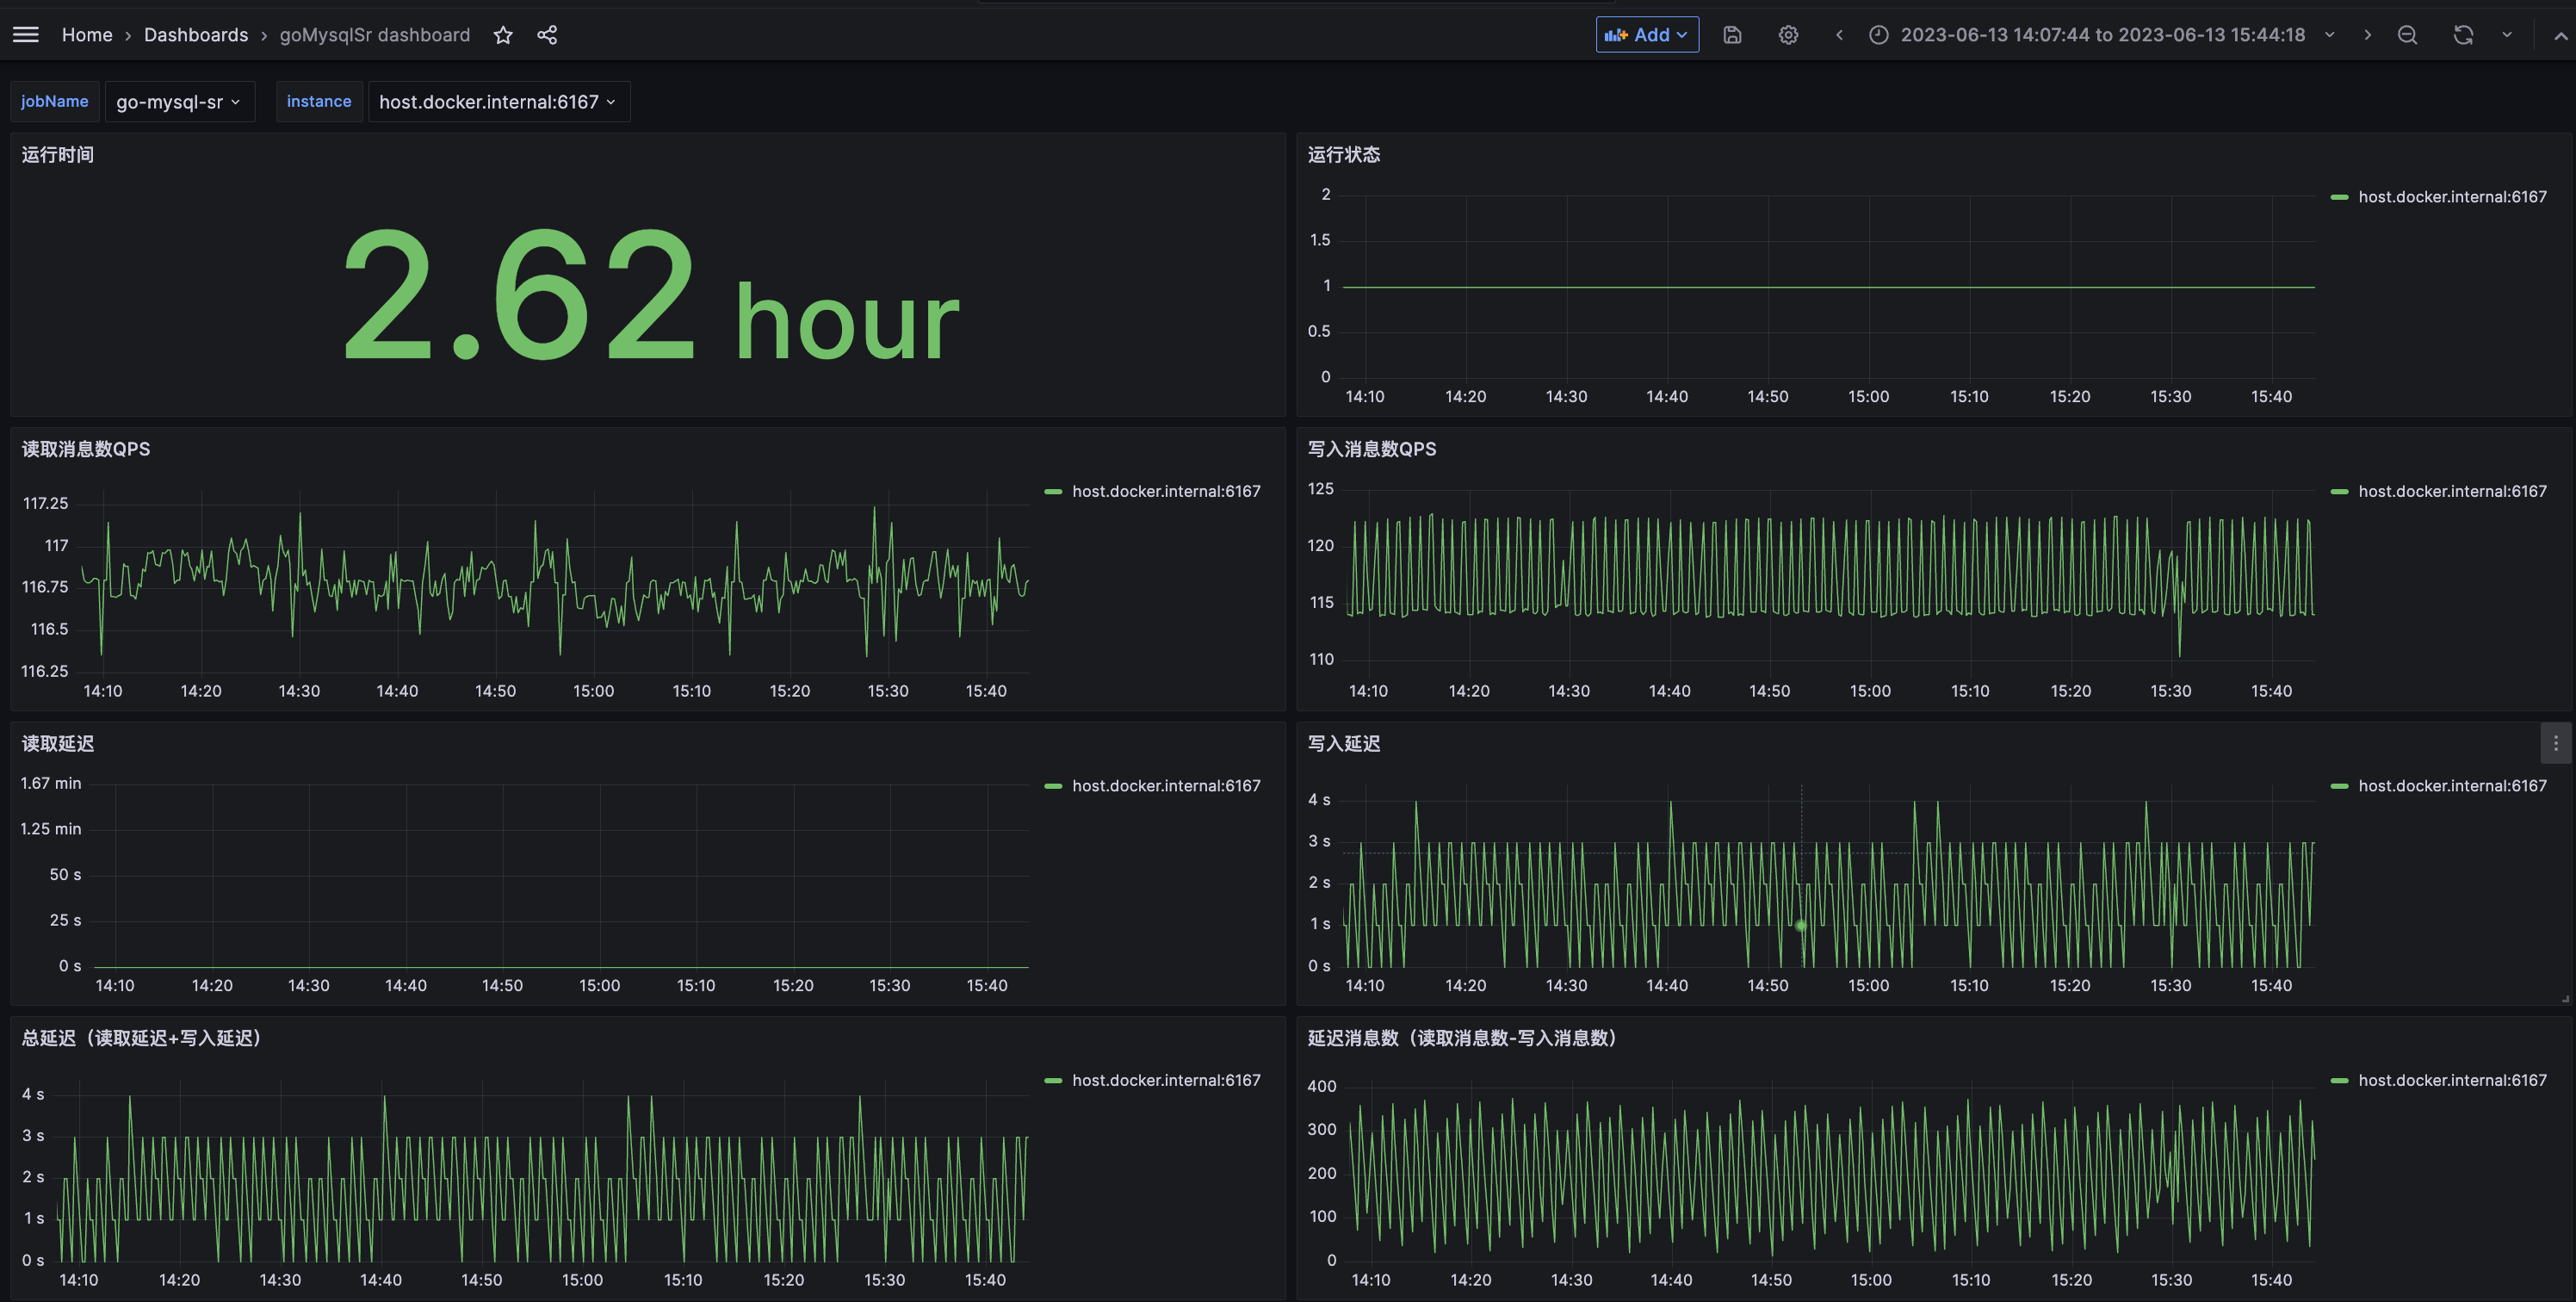 Home › Dashboards › goMysqlSr dashboard
Add
2023-06-13 14:07:44 to 2023-06-13 15:44:18
jobName go-mysql-sr instance host.docker.internal:6167
运行时间
2.62 hour
运行状态
2
1.5
1
0.5
0
14:10 14:20 14:30 14:40 14:50 15:00 15:10 15:20 15:30 15:40
host.docker.internal:6167
读取消息数QPS
117.25
117
116.75
116.5
116.25
14:10 14:20 14:30 14:40 14:50 15:00 15:10 15:20 15:30 15:40
host.docker.internal:6167
写入消息数QPS
125
120
115
110
14:10 14:20 14:30 14:40 14:50 15:00 15:10 15:20 15:30 15:40
host.docker.internal:6167
读取延迟
1.67 min
1.25 min
50 s
25 s
0 s
14:10 14:20 14:30 14:40 14:50 15:00 15:10 15:20 15:30 15:40
host.docker.internal:6167
写入延迟
4 s
3 s
2 s
1 s
0 s
14:10 14:20 14:30 14:40 14:50 15:00 15:10 15:20 15:30 15:40
host.docker.internal:6167
总延迟（读取延迟+写入延迟）
4 s
3 s
2 s
1 s
0 s
14:10 14:20 14:30 14:40 14:50 15:00 15:10 15:20 15:30 15:40
host.docker.internal:6167
延迟消息数（读取消息数-写入消息数）
400
300
200
100
0
14:10 14:20 14:30 14:40 14:50 15:00 15:10 15:20 15:30 15:40
host.docker.internal:6167